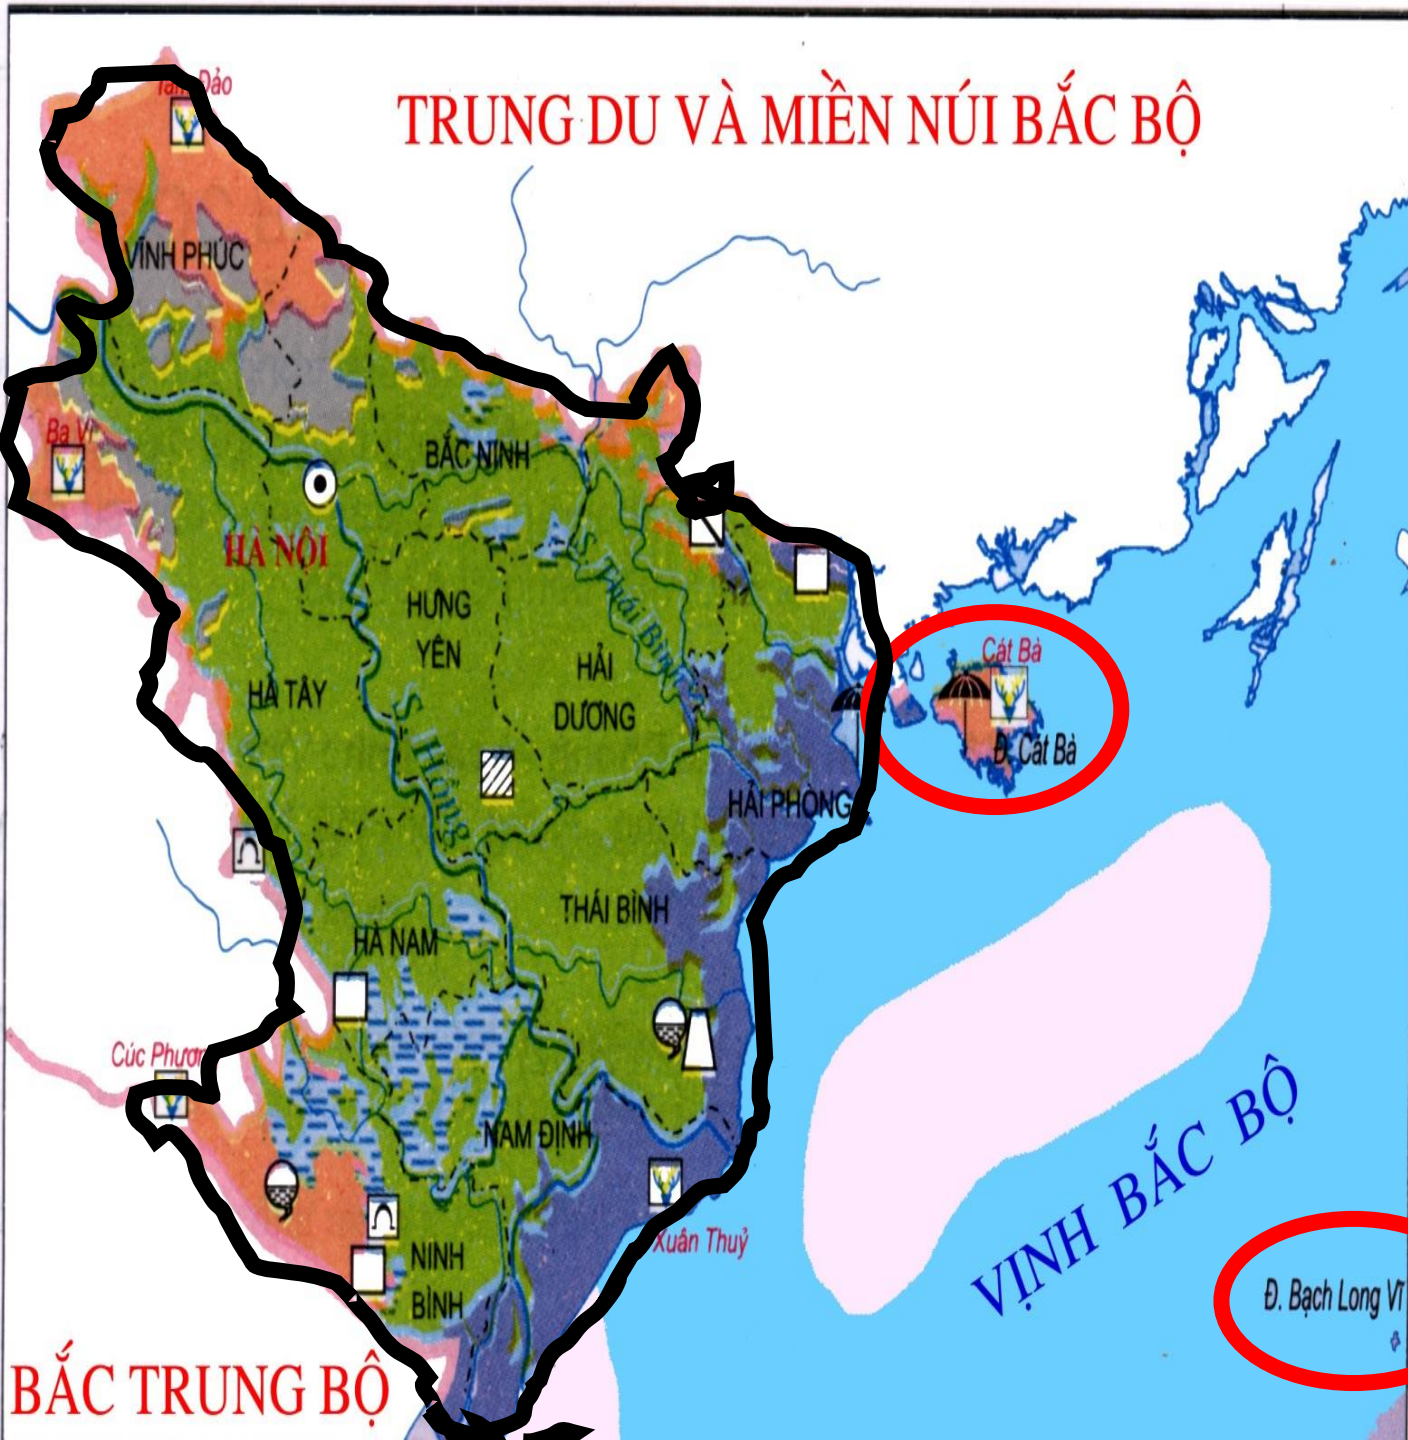 Tam Đảo
TRUNG DU VÀ MIỀN NÚI BẮC BỘ
VĨNH PHÚC
Ba Vì
BẮC NINH
HÀ NỘI
HƯNG
YÊN
Thái Bình
HẢI
DƯƠNG
HÀ TÂY
Cát Bà
Đ. Cát Bà
S. Hồng
HẢI PHÒNG
THÁI BÌNH
HÀ NAM
Cúc Phương
NAM ĐỊNH
Xuân Thuỷ
VỊNH BẮC BỘ
NINH
BÌNH
Đ. Bạch Long Vĩ
BẮC TRUNG BỘ